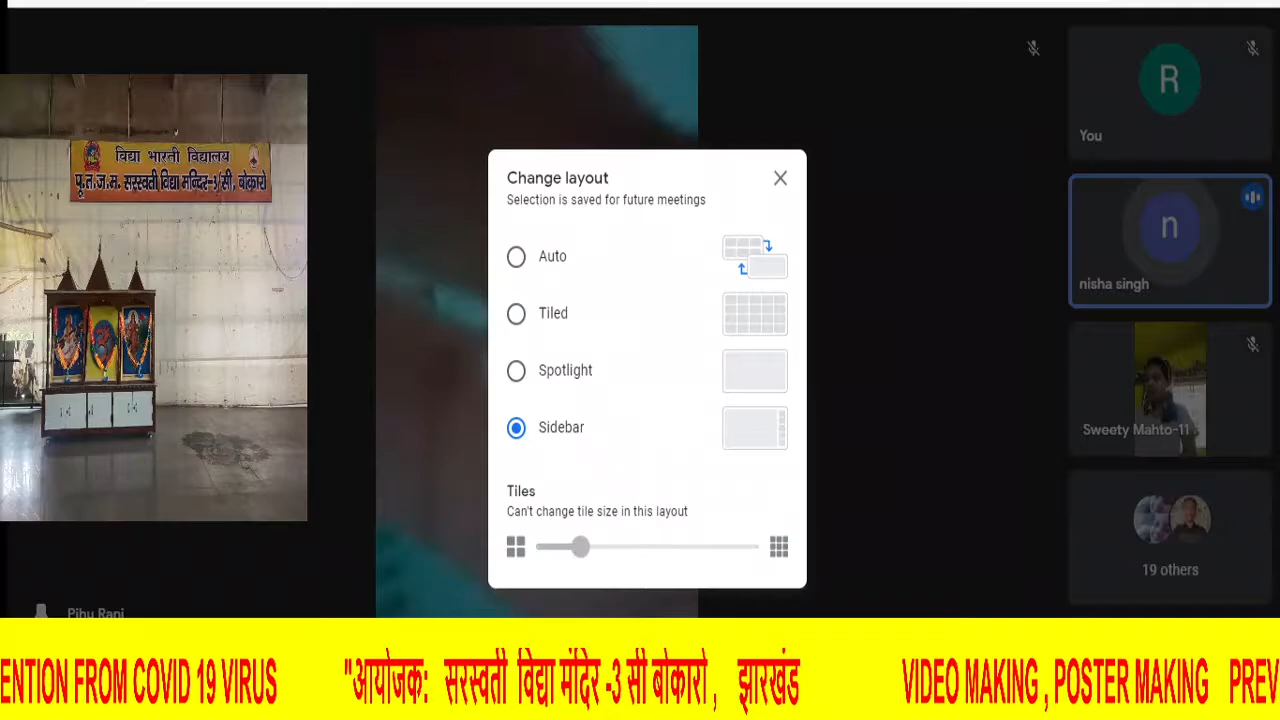 विद्या भारती विद्यालय
पू.त.ज.म. सरस्वती विद्या मन्दिर-3/सी, बोकारो
Change layout
Selection is saved for future meetings
Auto
Tiled
Spotlight
Sidebar
Tiles
Can't change tile size in this layout
Pihu Rani
R
You
n
nisha singh
Sweety Mahto-11
19 others
ENTION FROM COVID 19 VIRUS "आयोजक: सरस्वती विद्या मंदिर -3 सी बोकारो , झारखंड VIDEO MAKING , POSTER MAKING PREV